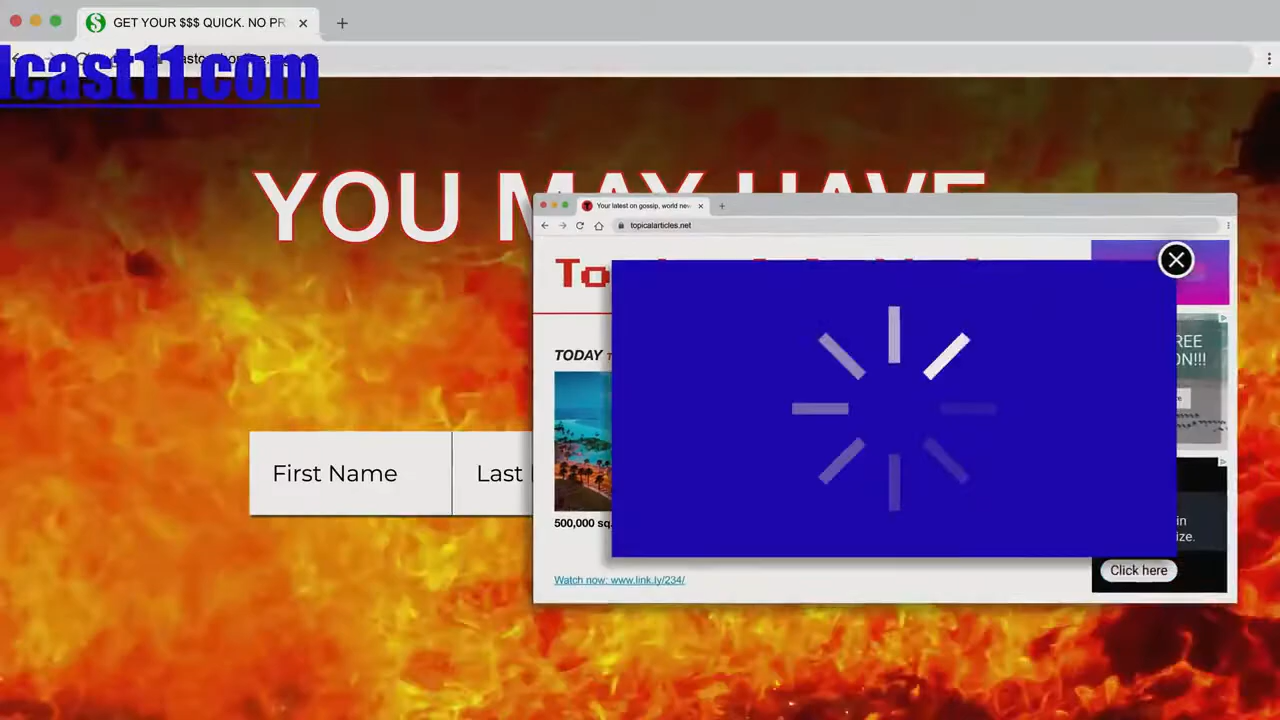 GET YOUR $$$ QUICK. NO PR
lcast11.com
YOU MAY HAVE
Your latest on gossip, world new
topicalarticles.net
To
TODAY
REE
ON!!!
First Name
Last
500,000 sq.
in
ize.
Click here
Watch now: www.link.ly/234/